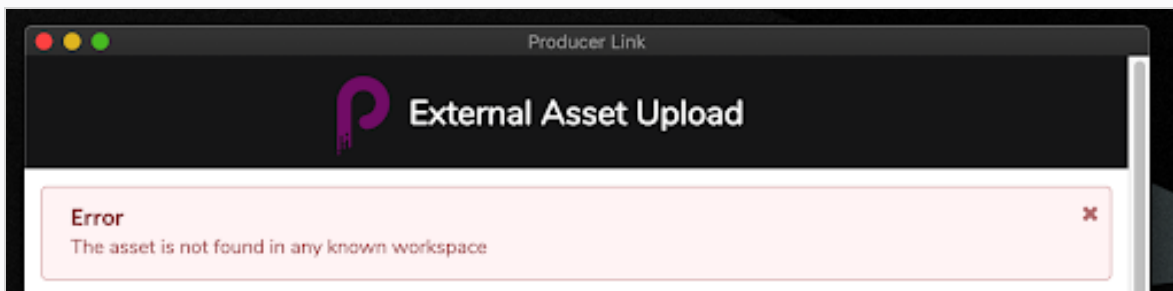 Producer Link
External Asset Upload
Error
The asset is not found in any known workspace